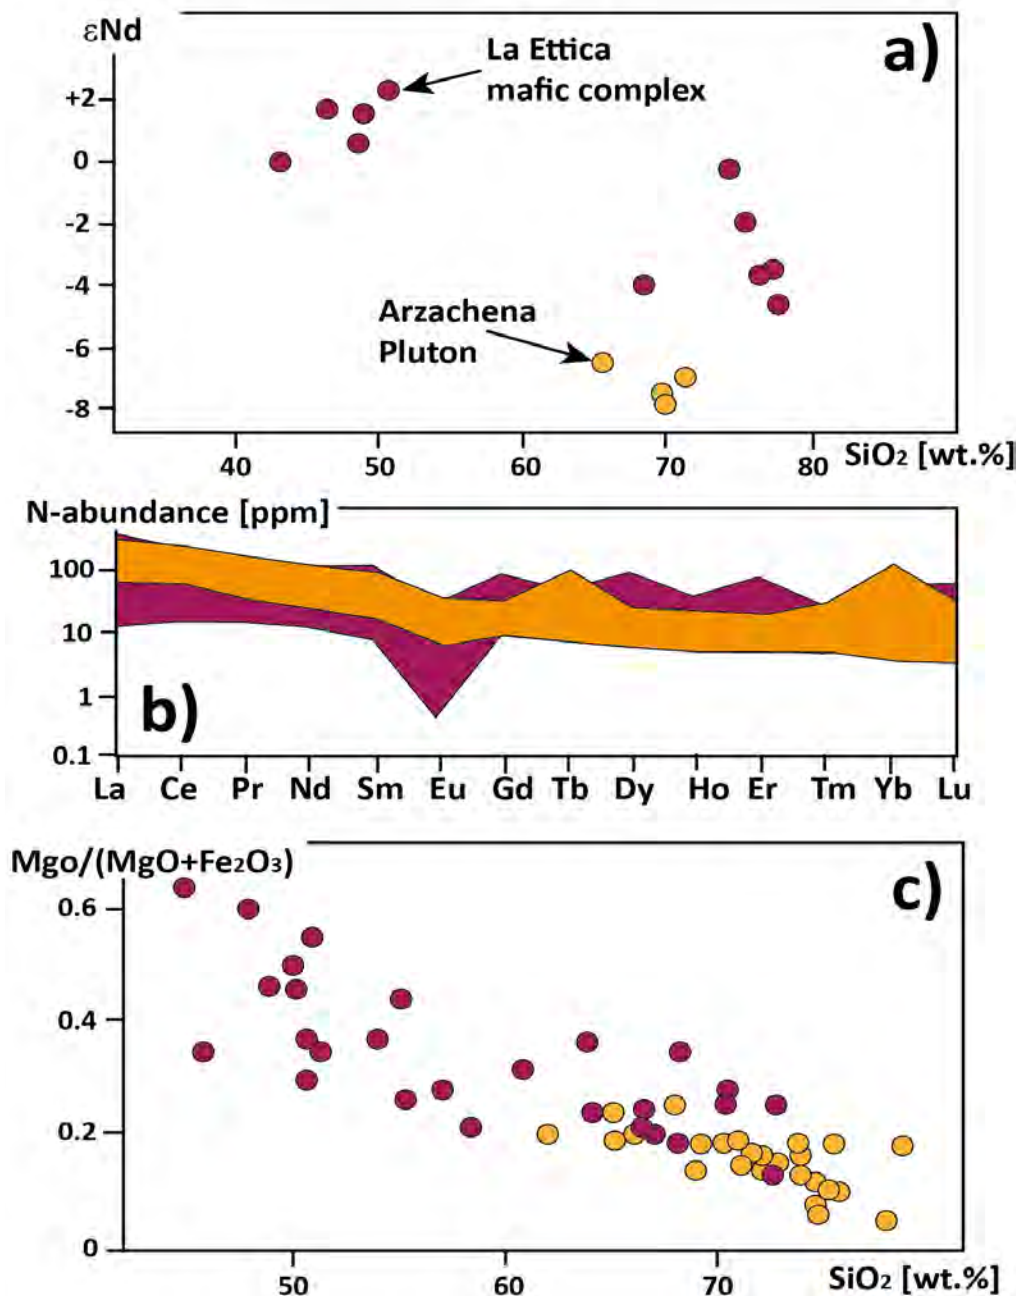 εNd
a)
La Ettica
mafic complex
+2
0
-2
-4
Arzachena
Pluton
-6
-8
40 50 60 70 80 SiO₂ [wt.%]
N-abundance [ppm]
100
10
1
b)
0.1
La Ce Pr Nd Sm Eu Gd Tb Dy Ho Er Tm Yb Lu
Mgo/(MgO+Fe₂O₃)
c)
0.6
0.4
0.2
0
50 60 70 SiO₂ [wt.%]